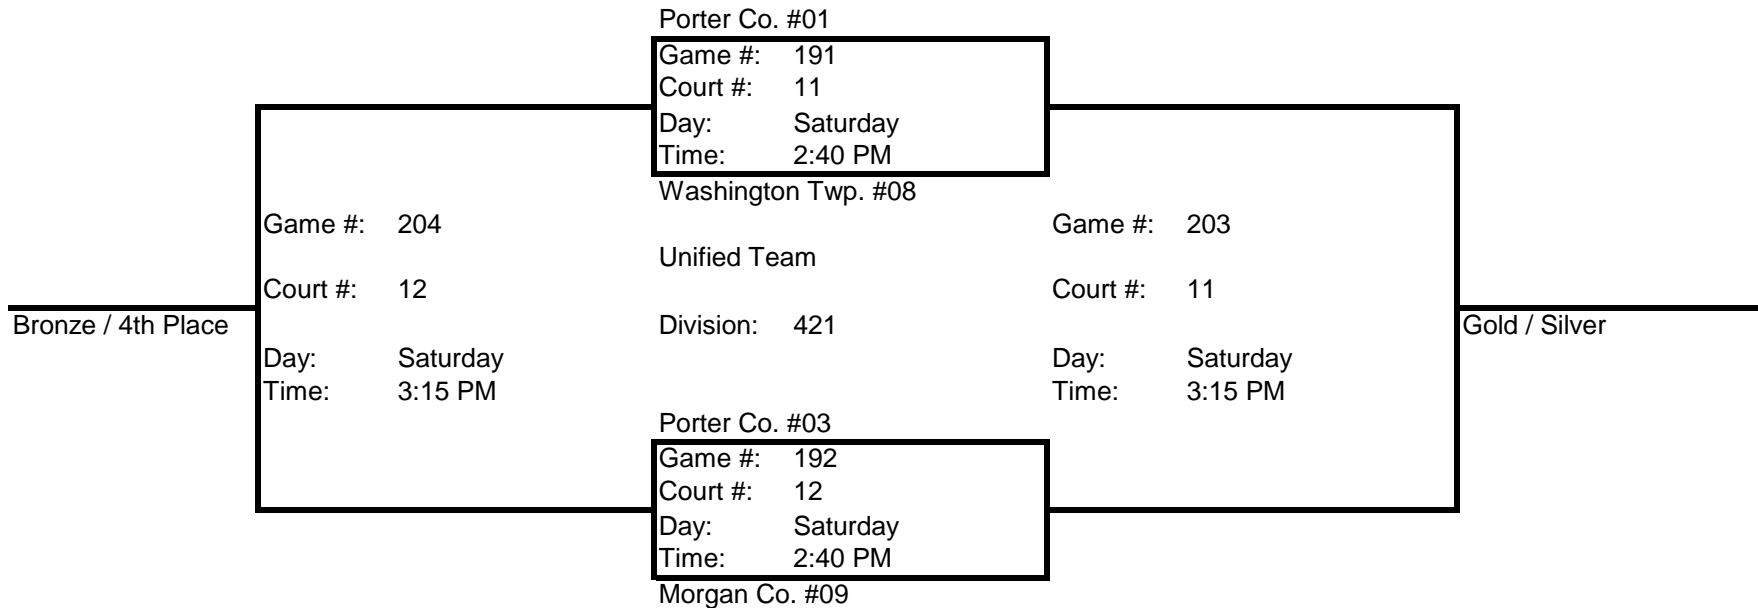 Porter Co. #01
Game #: 191
Court #: 11
Day: Saturday
Time: 2:40 PM
Washington Twp. #08
Game #: 204
Court #: 12
Bronze / 4th Place
Day: Saturday
Time: 3:15 PM
Unified Team
Division: 421
Game #: 203
Court #: 11
Gold / Silver
Day: Saturday
Time: 3:15 PM
Porter Co. #03
Game #: 192
Court #: 12
Day: Saturday
Time: 2:40 PM
Morgan Co. #09